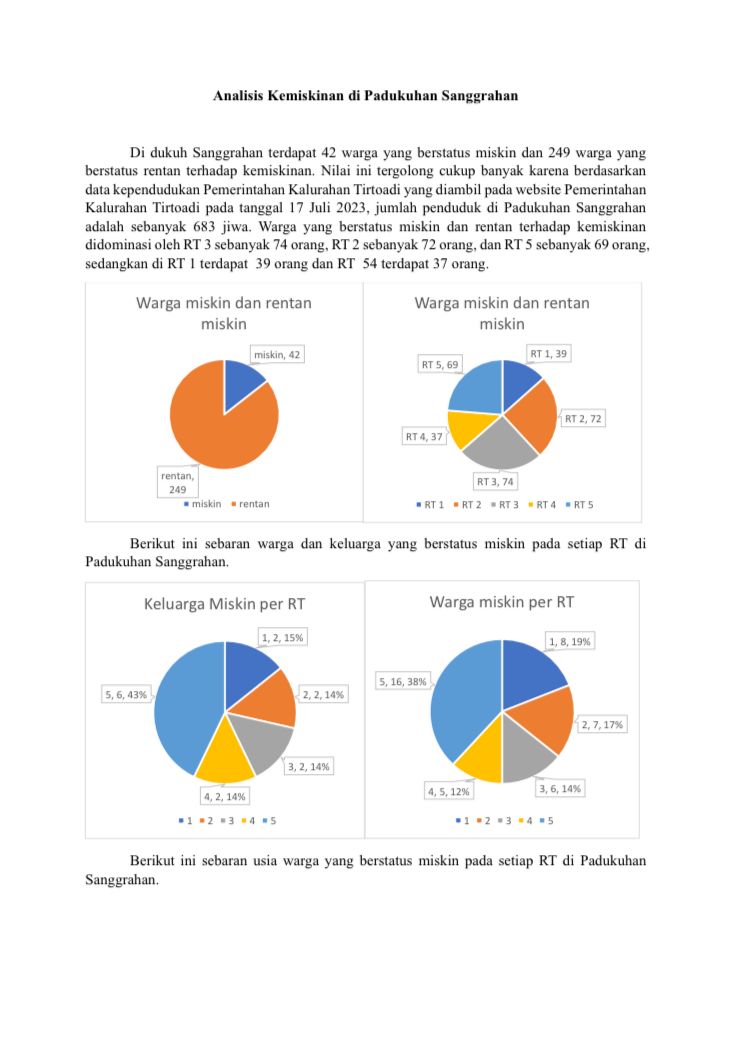 Analisis Kemiskinan di Padukuhan Sanggrahan
Di dukuh Sanggrahan terdapat 42 warga yang berstatus miskin dan 249 warga yang
berstatus rentan terhadap kemiskinan. Nilai ini tergolong cukup banyak karena berdasarkan
data kependudukan Pemerintahan Kalurahan Tirtoadi yang diambil pada website Pemerintahan
Kalurahan Tirtoadi pada tanggal 17 Juli 2023, jumlah penduduk di Padukuhan Sanggrahan
adalah sebanyak 683 jiwa. Warga yang berstatus miskin dan rentan terhadap kemiskinan
didominasi oleh RT 3 sebanyak 74 orang, RT 2 sebanyak 72 orang, dan RT 5 sebanyak 69 orang,
sedangkan di RT 1 terdapat  39 orang dan RT  54 terdapat 37 orang.
Warga miskin dan rentan
miskin
miskin, 42
rentan,
249
miskin rentan
Warga miskin dan rentan
miskin
RT 1, 39
RT 5, 69
RT 2, 72
RT 4, 37
RT 3, 74
RT 1 RT 2 RT 3 RT 4 RT 5
Berikut ini sebaran warga dan keluarga yang berstatus miskin pada setiap RT di
Padukuhan Sanggrahan.
Keluarga Miskin per RT
1, 2, 15%
5, 6, 43%
2, 2, 14%
3, 2, 14%
4, 2, 14%
1 2 3 4 5
Warga miskin per RT
1, 8, 19%
5, 16, 38%
2, 7, 17%
3, 6, 14%
4, 5, 12%
1 2 3 4 5
Berikut ini sebaran usia warga yang berstatus miskin pada setiap RT di Padukuhan
Sanggrahan.